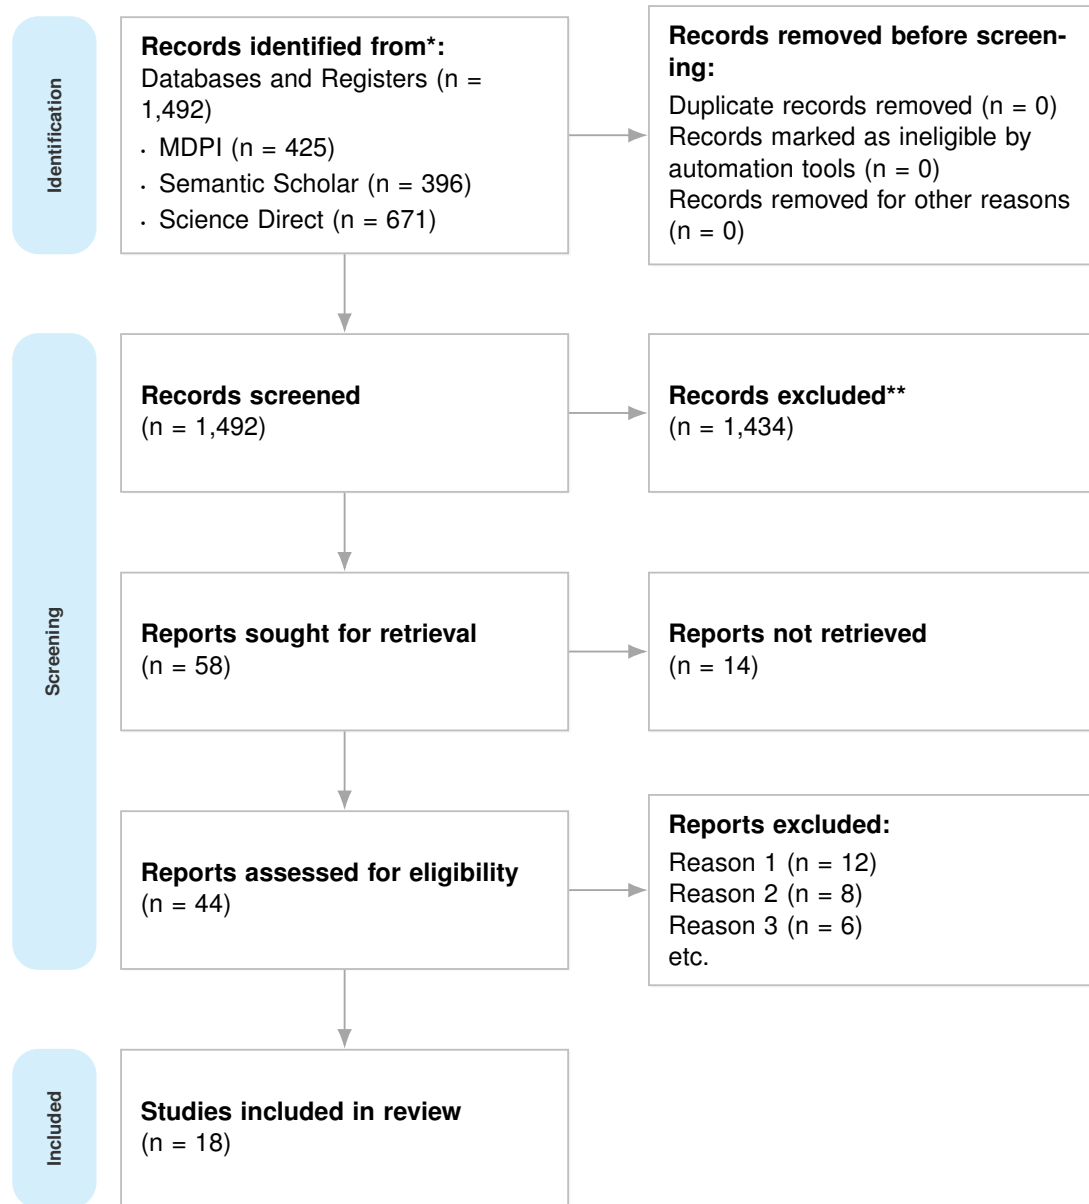 Identification
Records identified from*:
Databases and Registers (n =
1,492)
· MDPI (n = 425)
· Semantic Scholar (n = 396)
· Science Direct (n = 671)
Records removed before screen-
ing:
Duplicate records removed (n = 0)
Records marked as ineligible by
automation tools (n = 0)
Records removed for other reasons
(n = 0)
Screening
Records screened
(n = 1,492)
Records excluded**
(n = 1,434)
Reports sought for retrieval
(n = 58)
Reports not retrieved
(n = 14)
Reports assessed for eligibility
(n = 44)
Reports excluded:
Reason 1 (n = 12)
Reason 2 (n = 8)
Reason 3 (n = 6)
etc.
Included
Studies included in review
(n = 18)